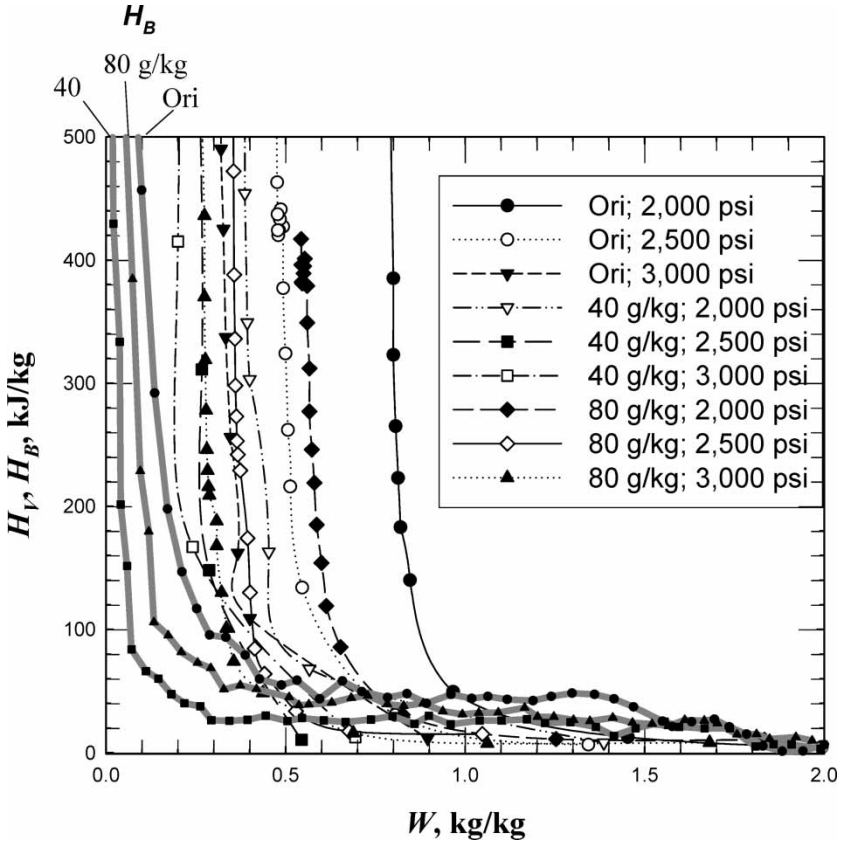 H_B
80 g/kg
40
Ori
500
400
300
200
100
0
H_V, H_B, kJ/kg
Ori; 2,000 psi
Ori; 2,500 psi
Ori; 3,000 psi
40 g/kg; 2,000 psi
40 g/kg; 2,500 psi
40 g/kg; 3,000 psi
80 g/kg; 2,000 psi
80 g/kg; 2,500 psi
80 g/kg; 3,000 psi
0.0 0.5 1.0 1.5 2.0
W, kg/kg